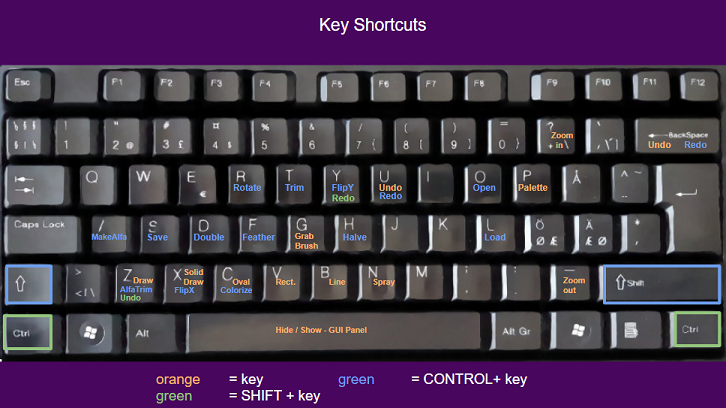 Key Shortcuts
Esc F1 F2 F3 F4 F5 F6 F7 F8 F9 F10 F11 F12
! 1 " 2 @ # 3 £ ¤ 4 $ % 5 & 6 / 7 { ( 8 [ ) 9 ] = 0 } ? Zoom + in \ BackSpace
Undo Redo
Q W E € R Rotate T Trim Y FlipY Redo U Undo Redo I O Open P Palette Å ^ ¨ ~
Caps Lock / MakeAlfa S Save D Double F Feather G Grab Brush H Halve J K L Load Ö Ø Æ Ä Æ Ø * '
> < | \ Z Draw AlfaTrim Undo X Solid Draw FlipX C Oval Colorize V Rect. B Line N Spray M ; , : . Zoom out Shift
Ctrl Alt Hide / Show - GUI Panel Alt Gr Ctrl
orange = key green = CONTROL+ key
green = SHIFT + key